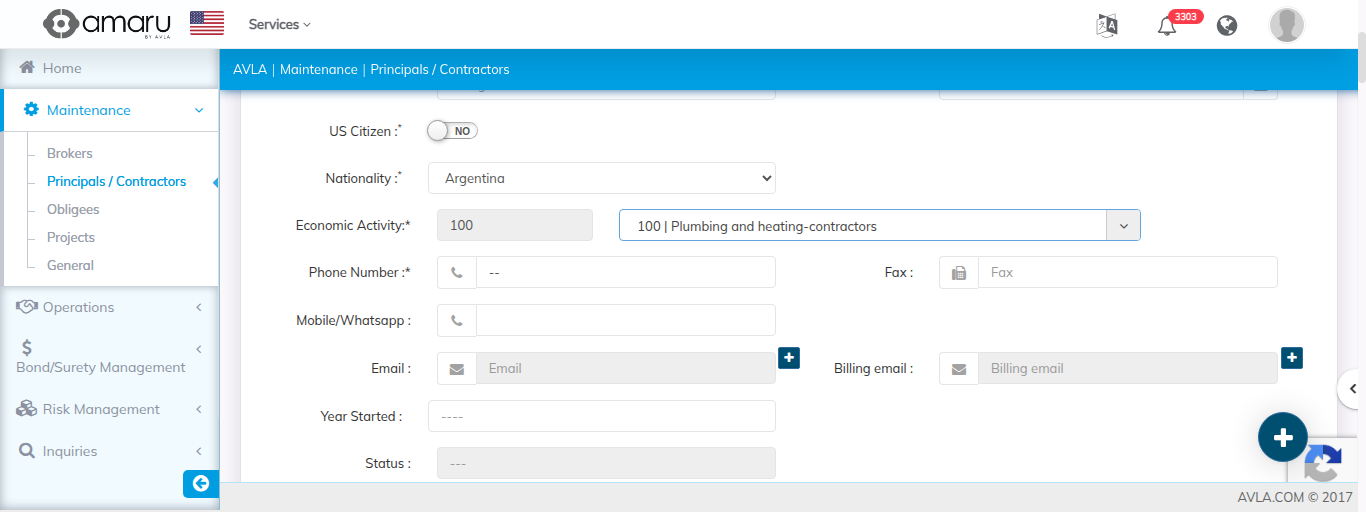 amaru
BY AVLA
Services
3303
Home
AVLA | Maintenance | Principals / Contractors
Maintenance
Brokers
Principals / Contractors
Obligees
Projects
General
Operations
Bond/Surety Management
Risk Management
Inquiries
US Citizen :* NO
Nationality :* Argentina
Economic Activity:* 100 100 | Plumbing and heating-contractors
Phone Number :* -- Fax : Fax
Mobile/Whatsapp :
Email : Email Billing email : Billing email
Year Started : ----
Status : ---
AVLA.COM © 2017